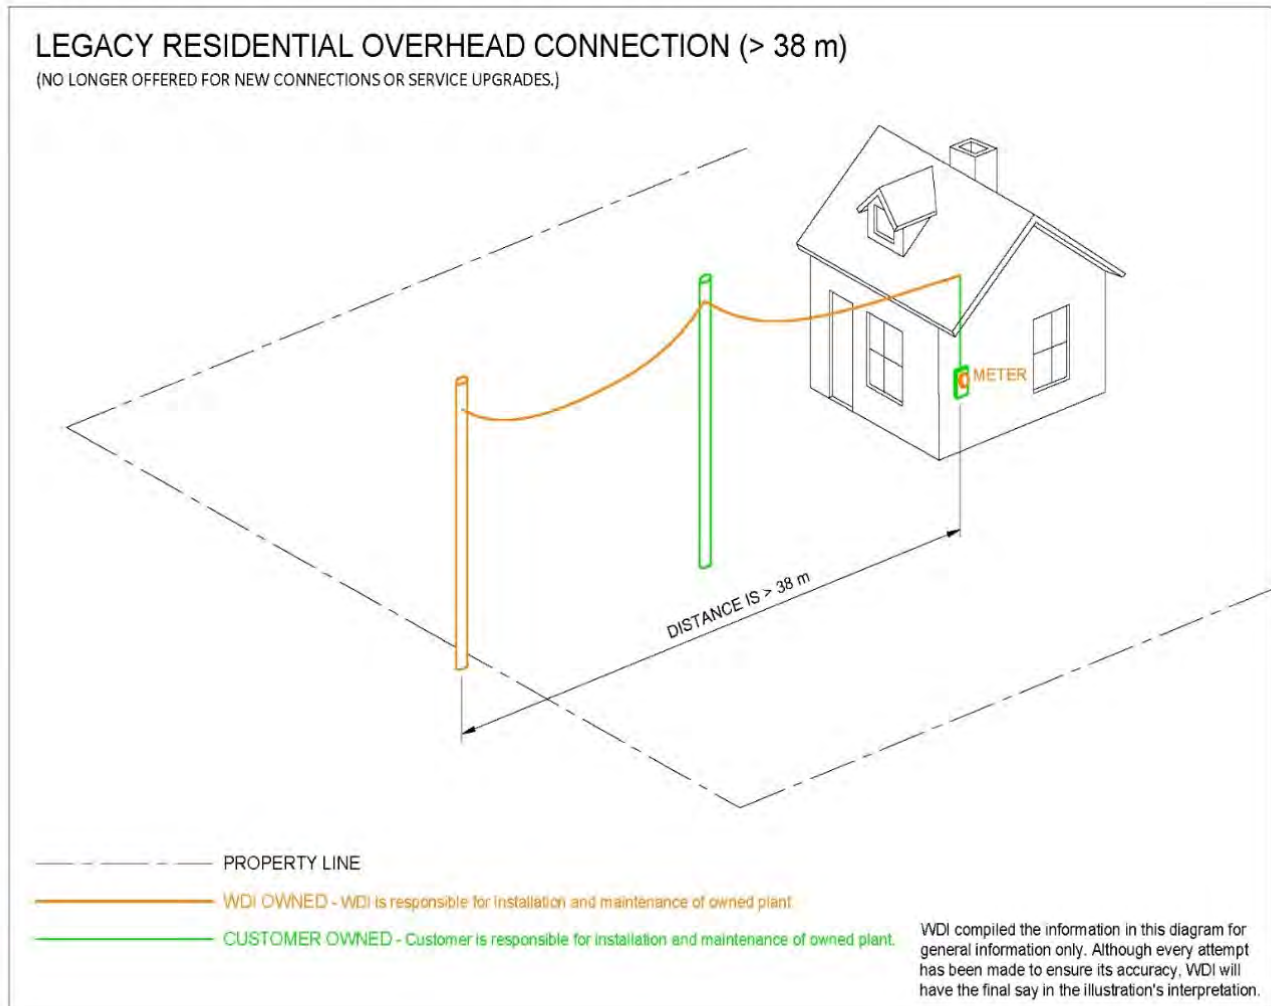 LEGACY RESIDENTIAL OVERHEAD CONNECTION (> 38 m)
(NO LONGER OFFERED FOR NEW CONNECTIONS OR SERVICE UPGRADES.)
METER
DISTANCE IS > 38 m
PROPERTY LINE
WDI OWNED - WDI is responsible for installation and maintenance of owned plant
CUSTOMER OWNED - Customer is responsible for installation and maintenance of owned plant.
WDI compiled the information in this diagram for
general information only. Although every attempt
has been made to ensure its accuracy, WDI will
have the final say in the illustration's interpretation.